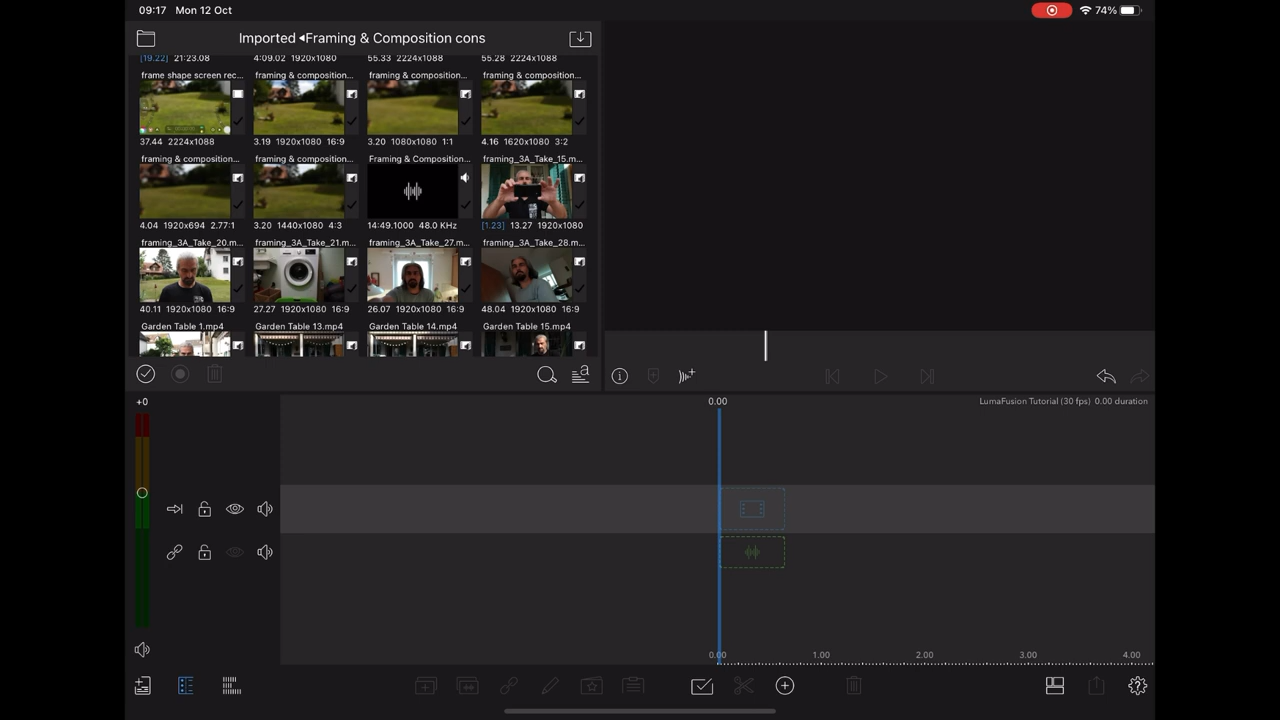 09:17 Mon 12 Oct 74%
Imported ◂Framing & Composition cons
[19.22] 21:23.08 4:09.02 1920x1080 55.33 2224x1088 55.28 2224x1088
frame shape screen rec... framing & composition... framing & composition... framing & composition...
37.44 2224x1088 3.19 1920x1080 16:9 3.20 1080x1080 1:1 4.16 1620x1080 3:2
framing & composition... framing & composition... Framing & Composition... framing_3A_Take_15.m...
4.04 1920x694 2.77:1 3.20 1440x1080 4:3 14:49.1000 48.0 KHz [1.23] 13.27 1920x1080
framing_3A_Take_20.m... framing_3A_Take_21.m... framing_3A_Take_27.m... framing_3A_Take_28.m...
40.11 1920x1080 16:9 27.27 1920x1080 16:9 26.07 1920x1080 16:9 48.04 1920x1080 16:9
Garden Table 1.mp4 Garden Table 13.mp4 Garden Table 14.mp4 Garden Table 15.mp4
+0 0.00 LumaFusion Tutorial (30 fps) 0.00 duration
0.00 1.00 2.00 3.00 4.00